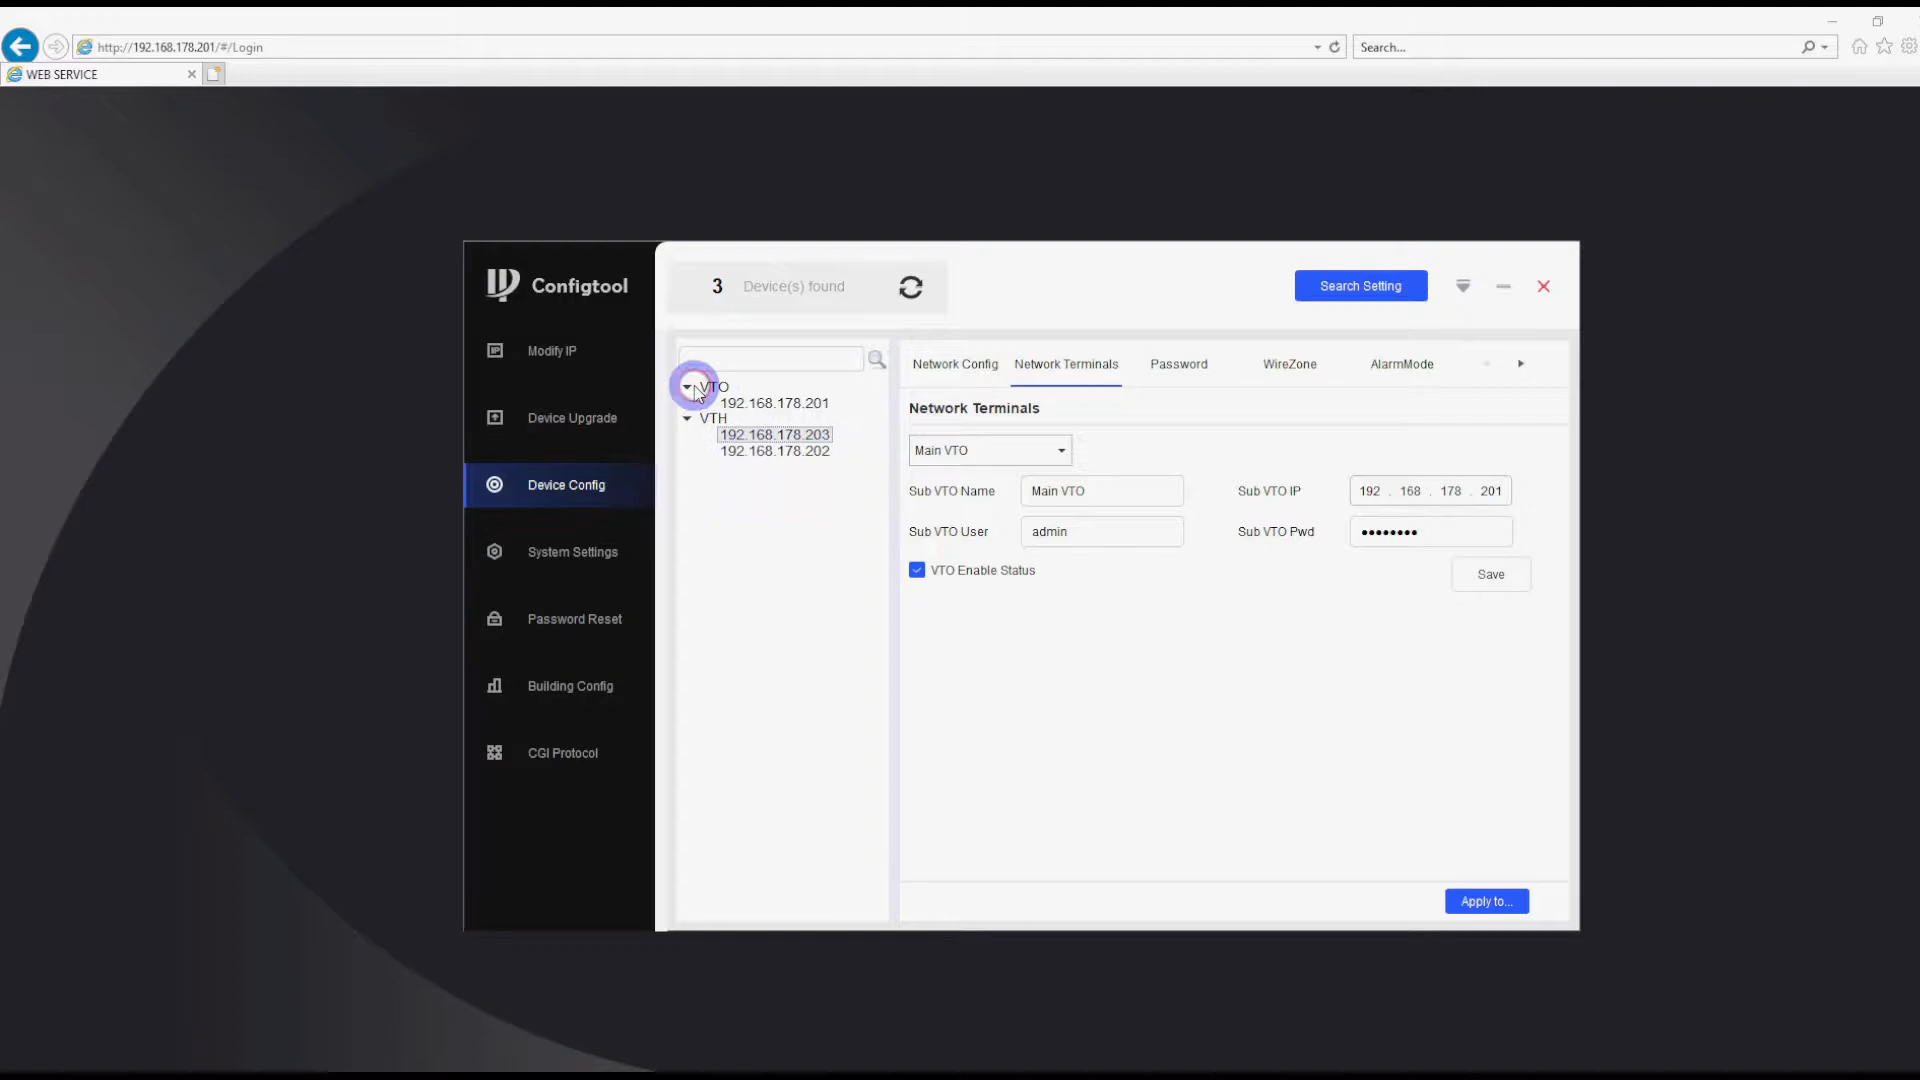 http://192.168.178.201/#/Login
Search...
WEB SERVICE
Configtool
3 Device(s) found
Search Setting
Modify IP
Device Upgrade
Device Config
System Settings
Password Reset
Building Config
CGI Protocol
VTO
192.168.178.201
VTH
192.168.178.203
192.168.178.202
Network Config Network Terminals Password WireZone AlarmMode
Network Terminals
Main VTO
Sub VTO Name Main VTO Sub VTO IP 192 . 168 . 178 . 201
Sub VTO User admin Sub VTO Pwd ••••••••
VTO Enable Status
Save
Apply to...